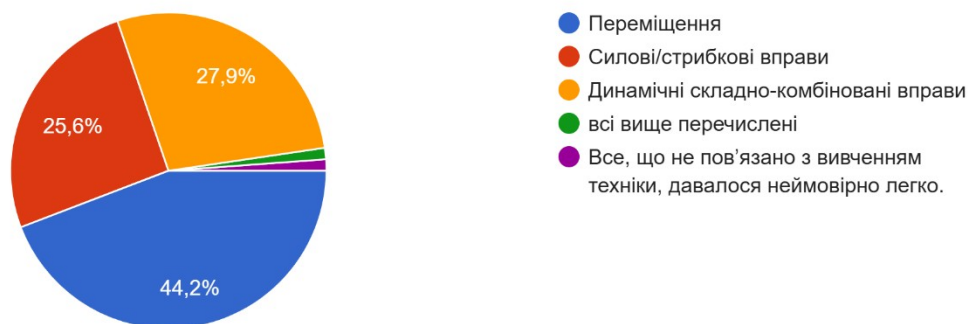 27,9%
25,6%
44,2%
Переміщення
Силові/стрибкові вправи
Динамічні складно-комбіновані вправи
всі вище перечислені
Все, що не пов’язано з вивченням
техніки, давалося неймовірно легко.